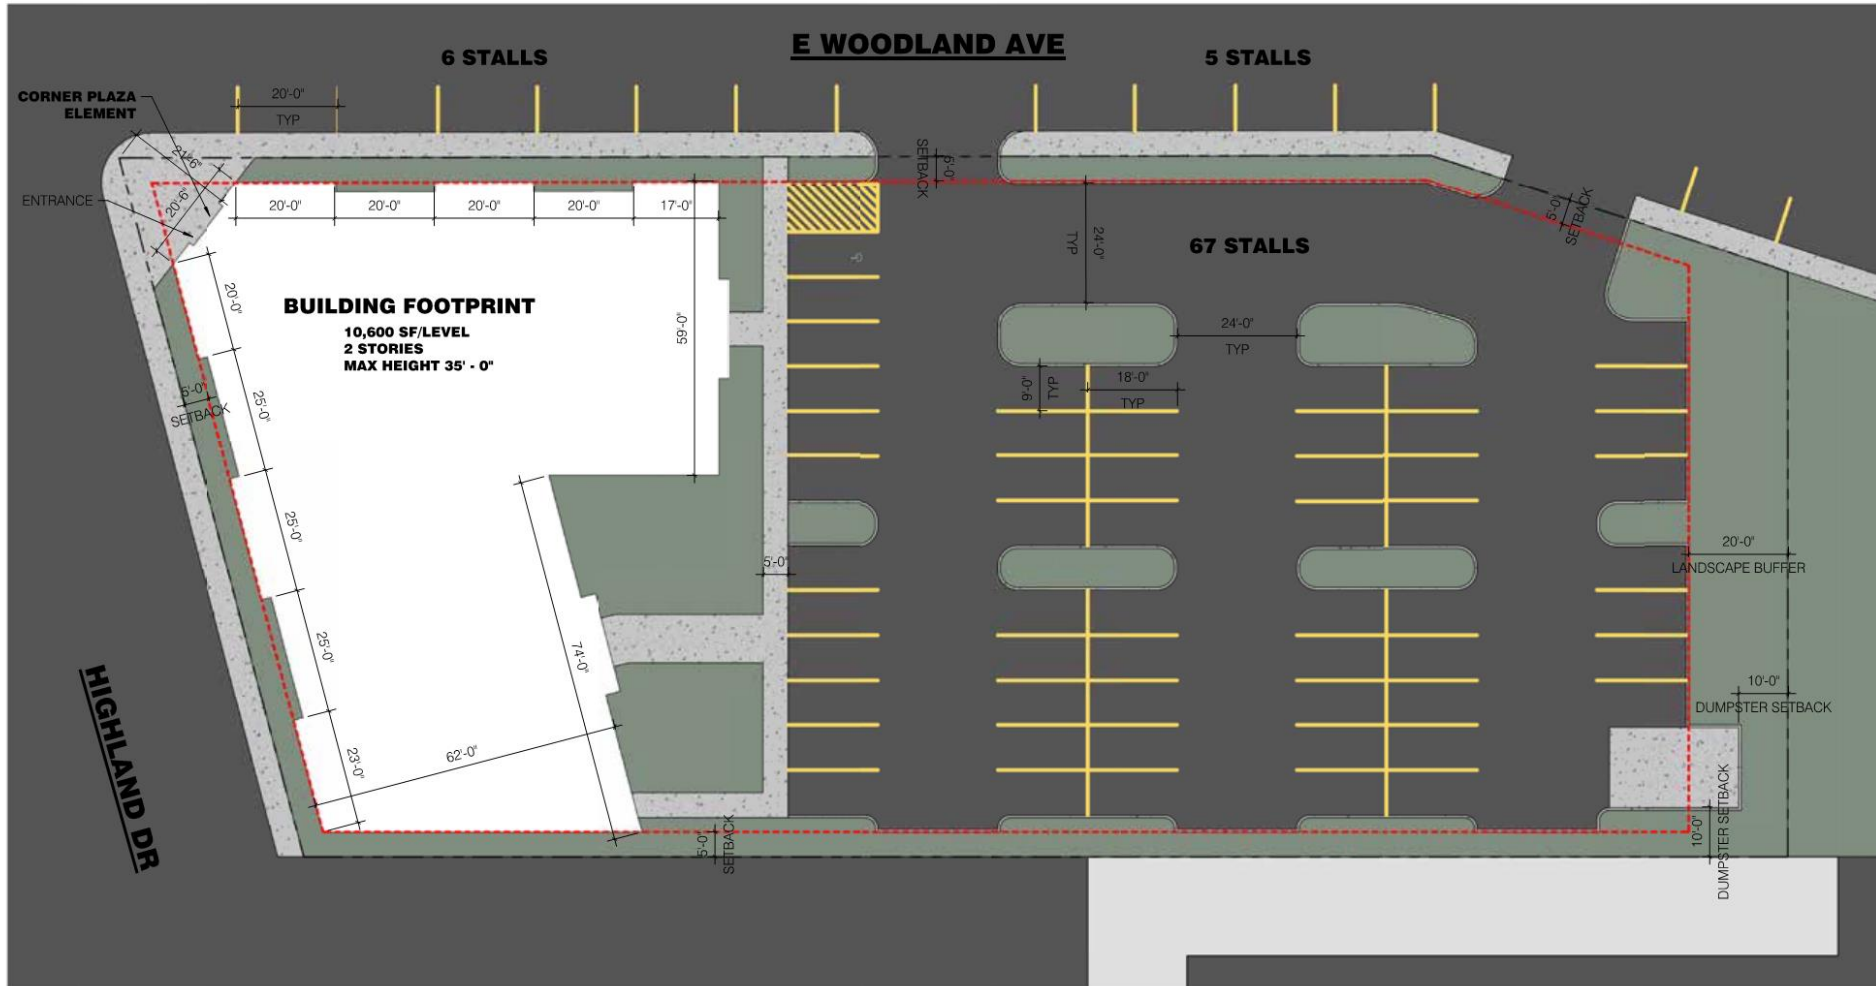 E WOODLAND AVE
6 STALLS
5 STALLS
CORNER PLAZA
ELEMENT
20'-0"
TYP
21'-6"
20'-6"
ENTRANCE
SETBACK
6'-0"
5'-0"
SETBACK
20'-0"
20'-0"
20'-0"
20'-0"
17'-0"
24'-0"
TYP
67 STALLS
BUILDING FOOTPRINT
10,600 SF/LEVEL
2 STORIES
MAX HEIGHT 35' - 0"
59'-0"
20'-0"
24'-0"
TYP
9'-0"
TYP
18'-0"
TYP
5'-0"
SETBACK
25'-0"
25'-0"
25'-0"
23'-0"
5'-0"
74'-0"
62'-0"
20'-0"
LANDSCAPE BUFFER
10'-0"
DUMPSTER SETBACK
HIGHLAND DR
5'-0"
SETBACK
10'-0"
DUMPSTER SETBACK